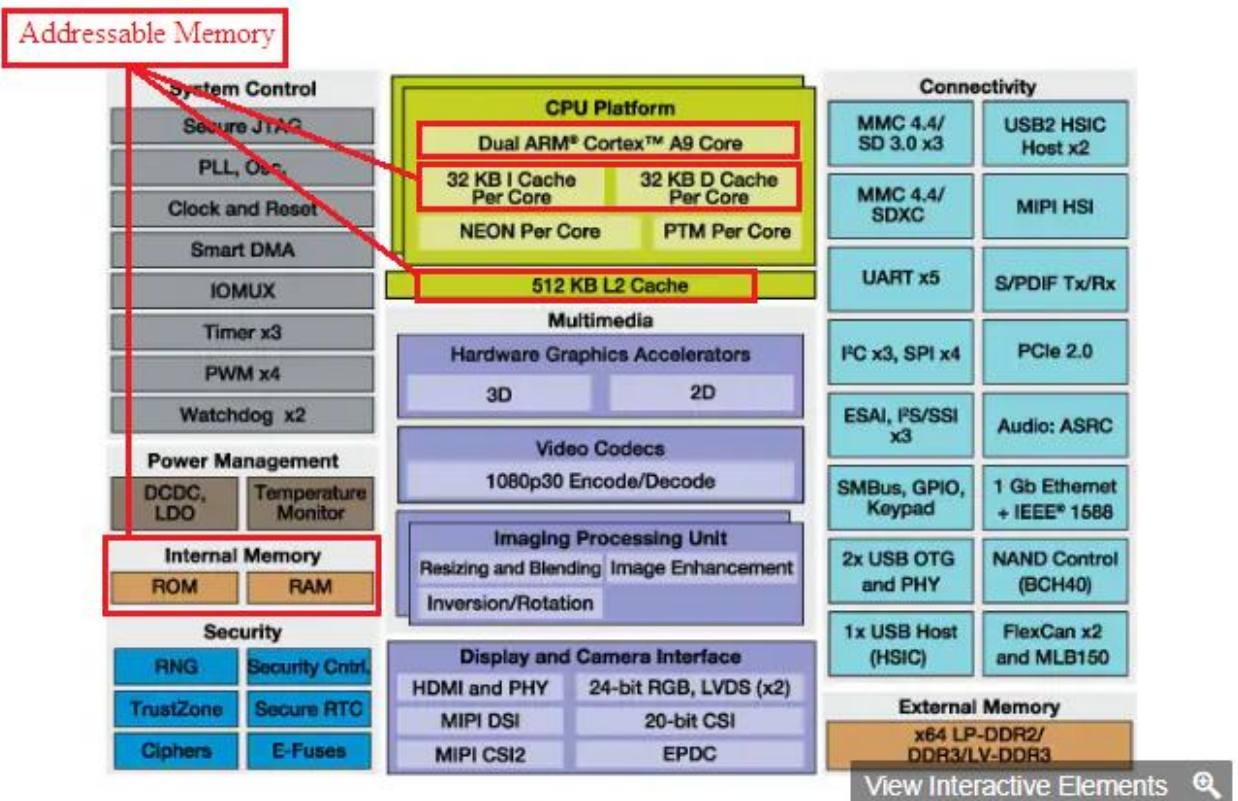 Addressable Memory
System Control
Secure JTAG
PLL, Osc.
Clock and Reset
Smart DMA
IOMUX
Timer x3
PWM x4
Watchdog x2
Power Management
DCDC,
LDO
Temperature
Monitor
Internal Memory
ROM
RAM
Security
RNG
Security Cntrl.
TrustZone
Secure RTC
Ciphers
E-Fuses
CPU Platform
Dual ARM® Cortex™ A9 Core
32 KB I Cache
Per Core
32 KB D Cache
Per Core
NEON Per Core
PTM Per Core
512 KB L2 Cache
Multimedia
Hardware Graphics Accelerators
3D
2D
Video Codecs
1080p30 Encode/Decode
Imaging Processing Unit
Resizing and Blending
Image Enhancement
Inversion/Rotation
Display and Camera Interface
HDMI and PHY
24-bit RGB, LVDS (x2)
MIPI DSI
20-bit CSI
MIPI CSI2
EPDC
Connectivity
MMC 4.4/
SD 3.0 x3
USB2 HSIC
Host x2
MMC 4.4/
SDXC
MIPI HSI
UART x5
S/PDIF Tx/Rx
I²C x3, SPI x4
PCIe 2.0
ESAI, I²S/SSI
x3
Audio: ASRC
SMBus, GPIO,
Keypad
1 Gb Ethernet
+ IEEE® 1588
2x USB OTG
and PHY
NAND Control
(BCH40)
1x USB Host
(HSIC)
FlexCan x2
and MLB150
External Memory
x64 LP-DDR2/
DDR3/LV-DDR3
View Interactive Elements